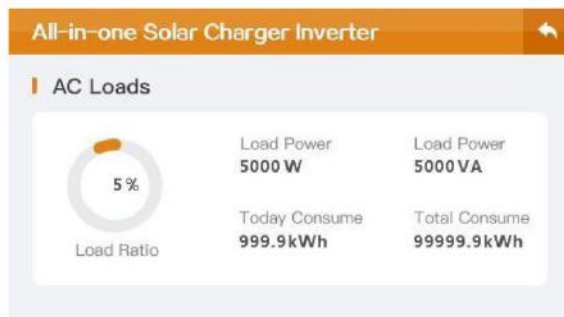 All-in-one Solar Charger Inverter
AC Loads
5%
Load Ratio
Load Power
5000W
Load Power
5000VA
Today Consume
999.9kWh
Total Consume
99999.9kWh